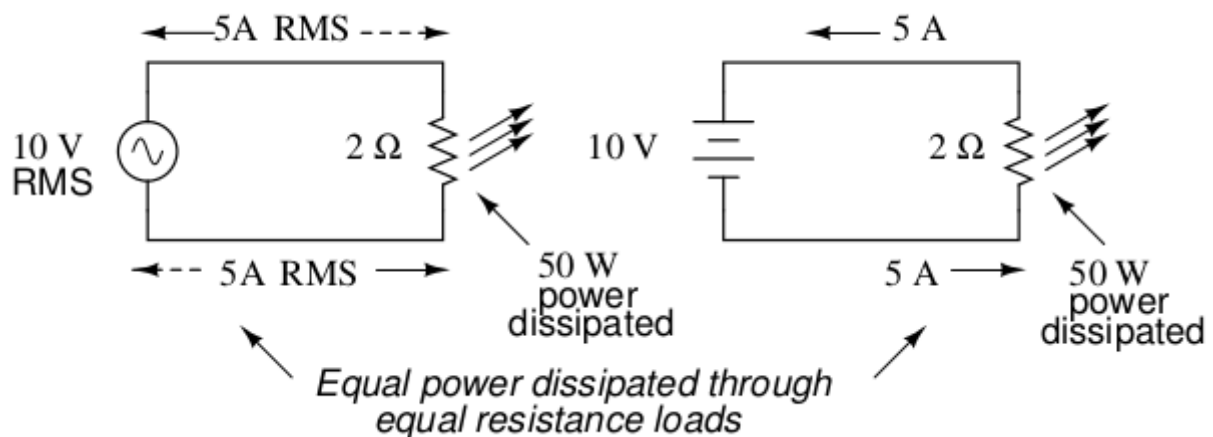 5A RMS
5 A
10 V
RMS
2 Ω
10 V
2 Ω
5A RMS
50 W
power
dissipated
5 A
50 W
power
dissipated
Equal power dissipated through
equal resistance loads